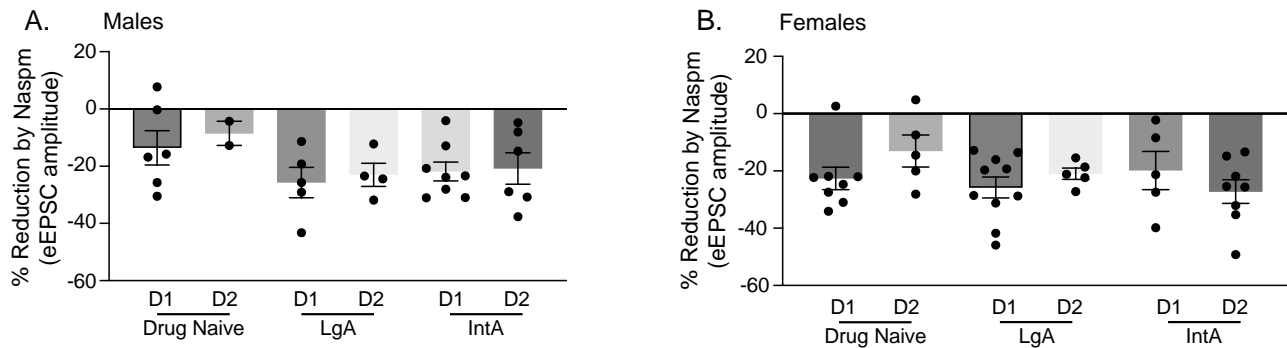 A. Males
% Reduction by Naspm
(eEPSC amplitude)
20
0
-20
-40
-60
D1 D2 D1 D2 D1 D2
Drug Naive LgA IntA
B. Females
% Reduction by Naspm
(eEPSC amplitude)
20
0
-20
-40
-60
D1 D2 D1 D2 D1 D2
Drug Naive LgA IntA